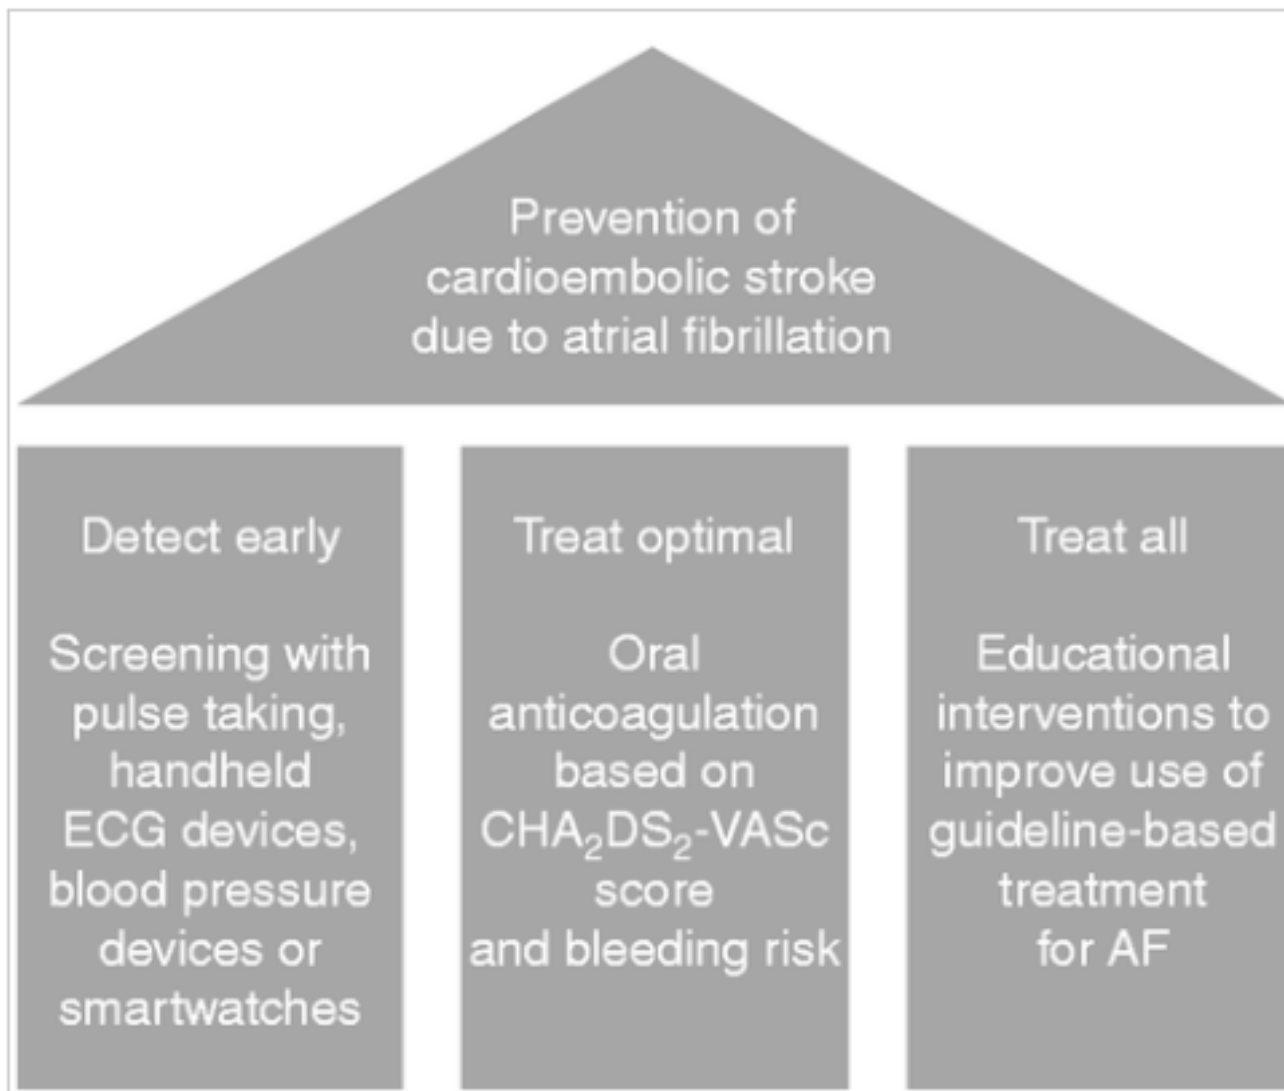 Prevention of
cardioembolic stroke
due to atrial fibrillation
Detect early
Screening with
pulse taking,
handheld
ECG devices,
blood pressure
devices or
smartwatches
Treat optimal
Oral
anticoagulation
based on
CHA₂DS₂-VASc
score
and bleeding risk
Treat all
Educational
interventions to
improve use of
guideline-based
treatment
for AF